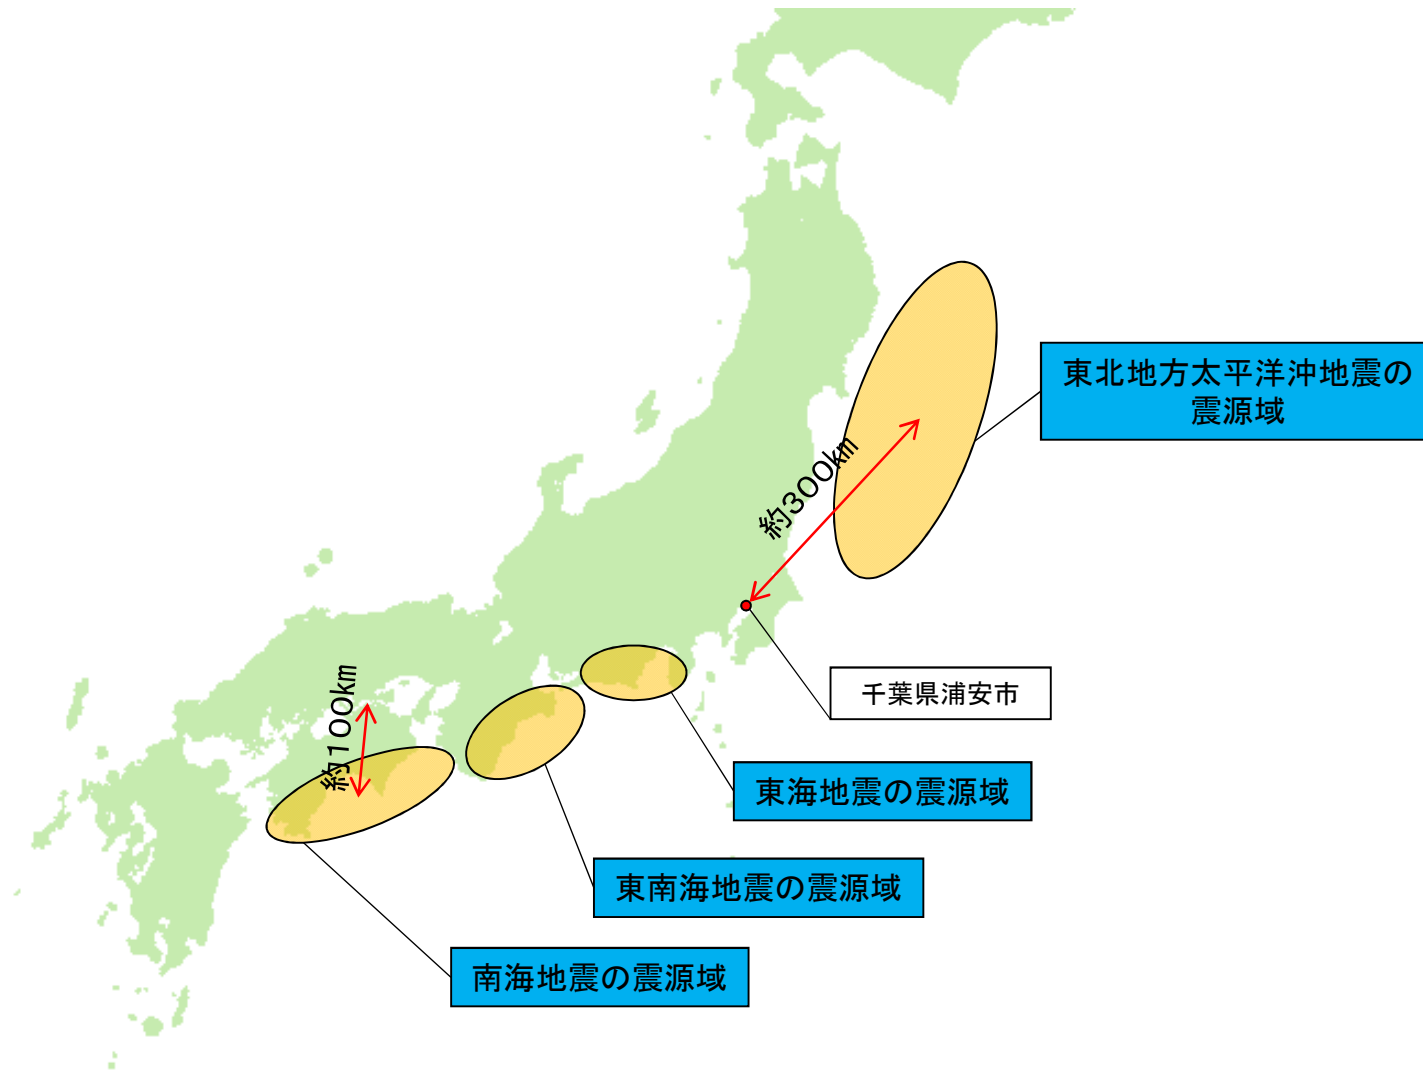 東北地方太平洋沖地震の
震源域
約300㎞
千葉県浦安市
約100㎞
東海地震の震源域
東南海地震の震源域
南海地震の震源域